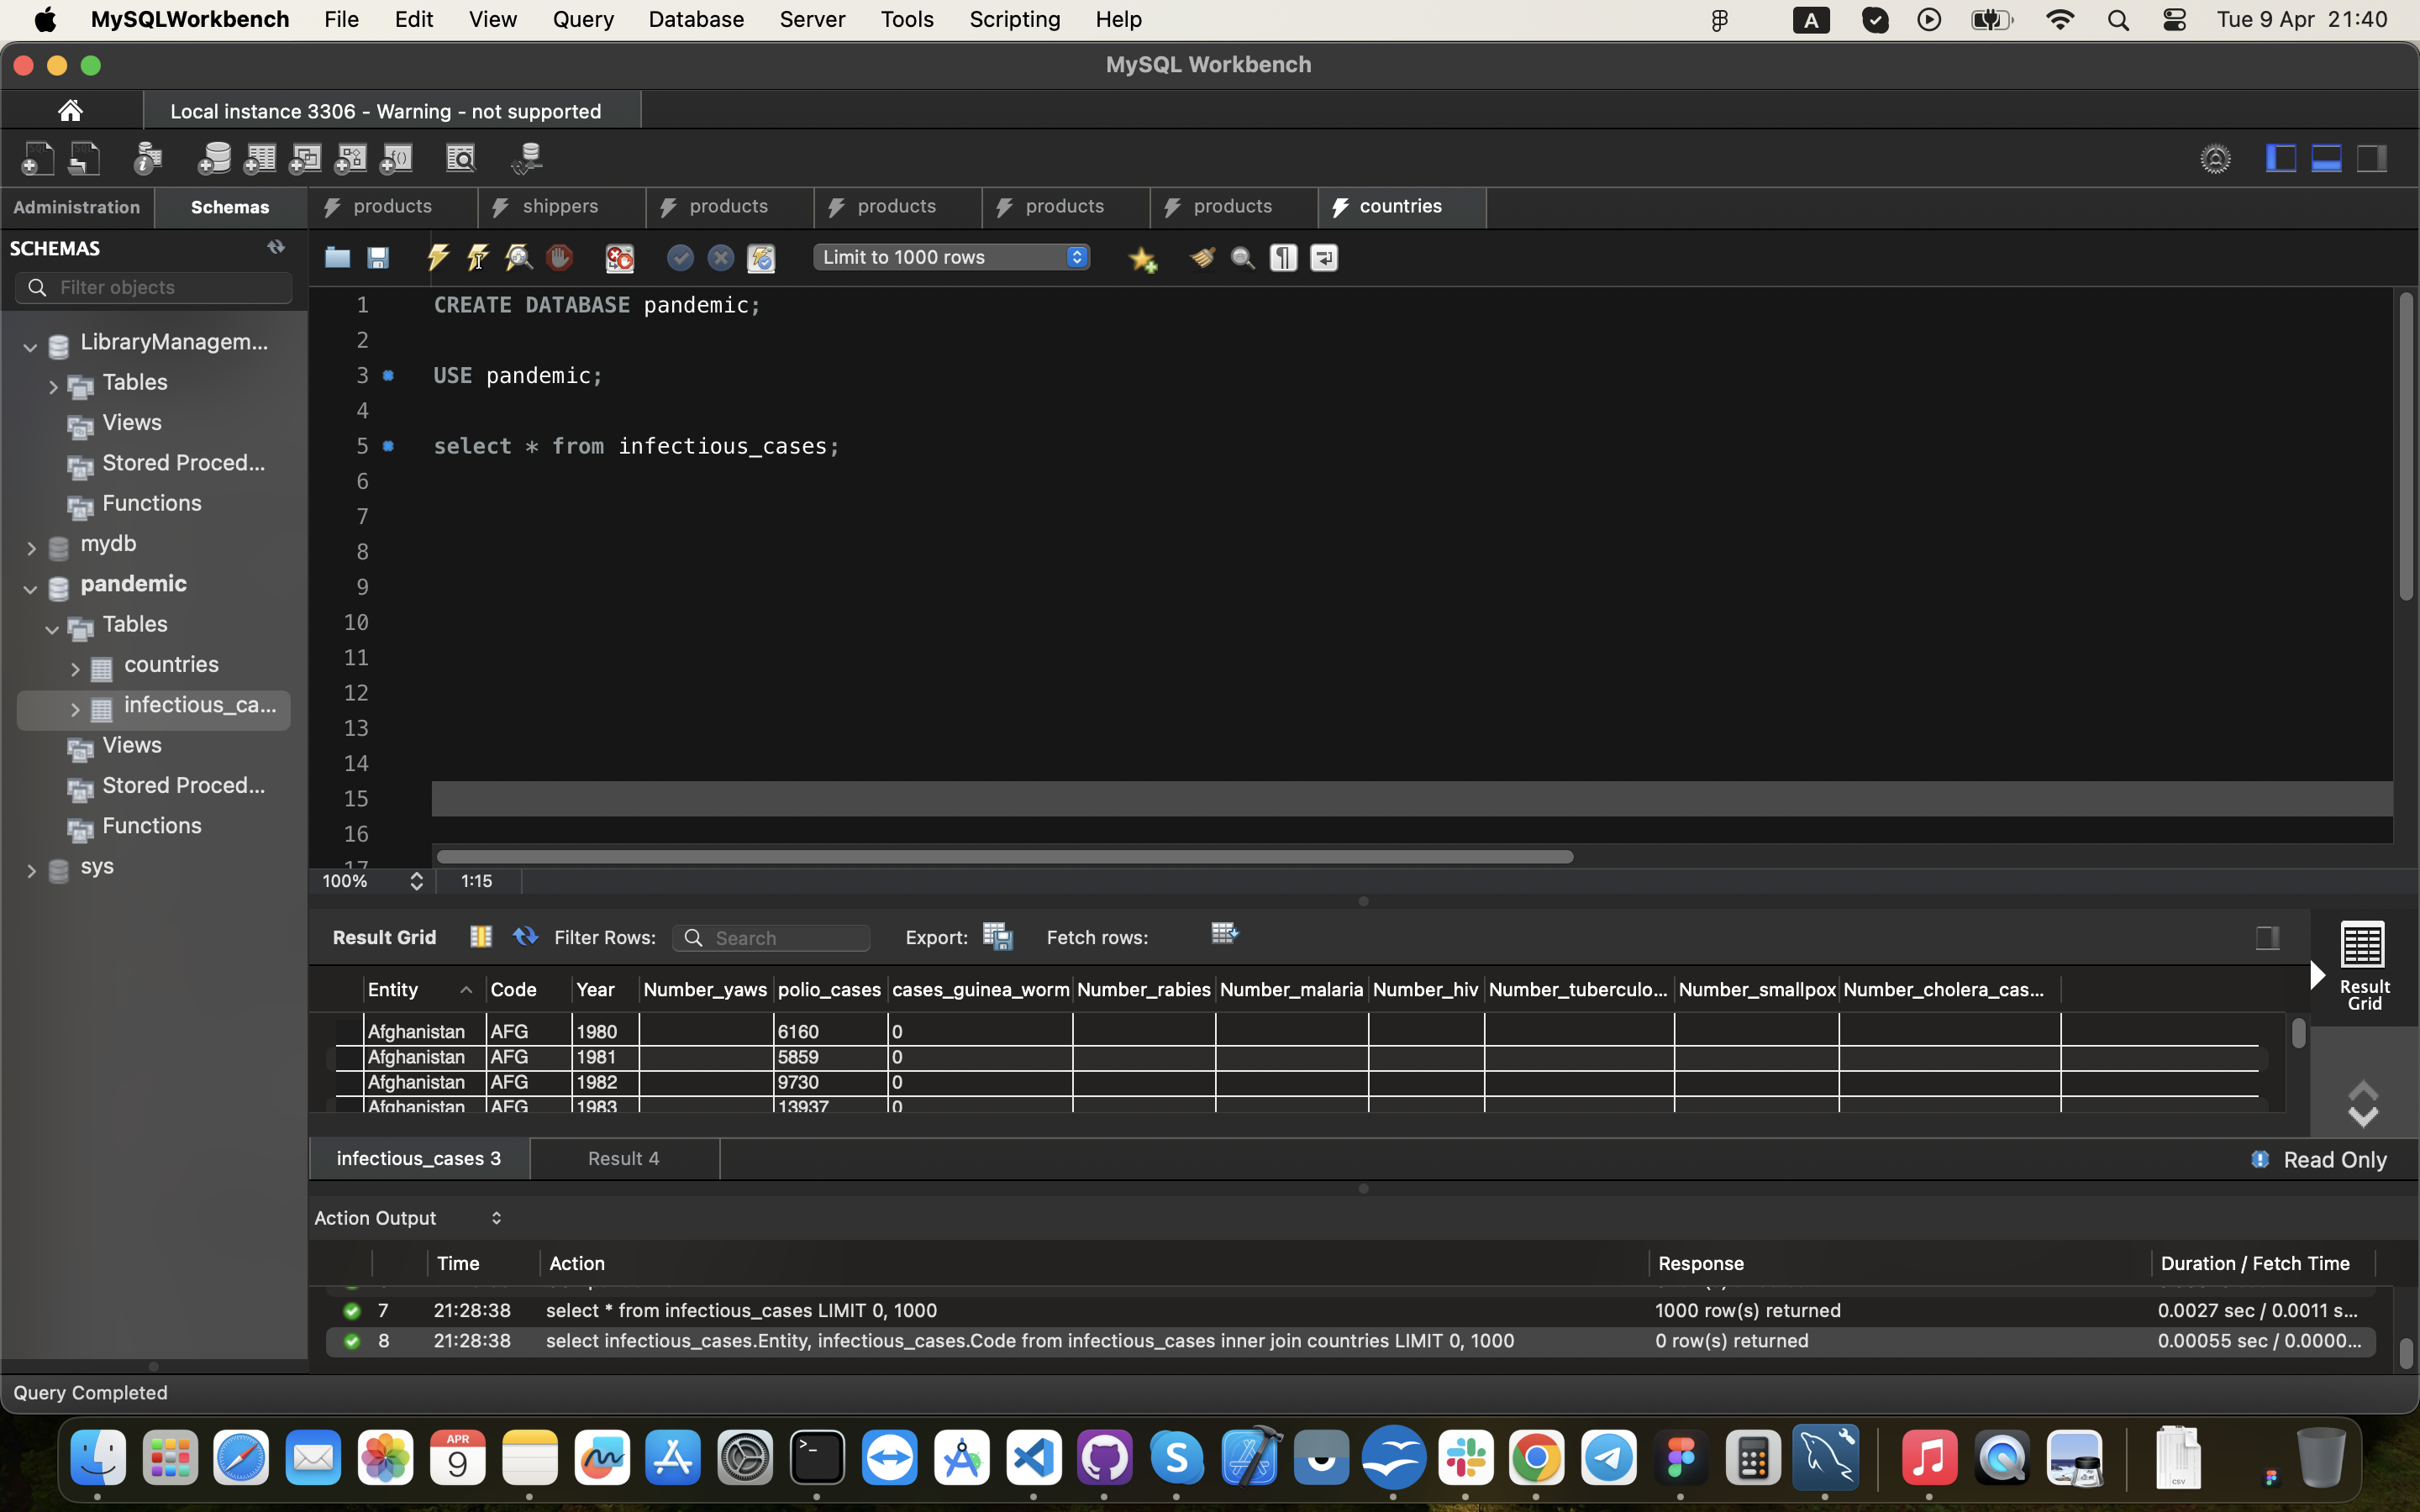 MySQLWorkbench File Edit View Query Database Server Tools Scripting Help A Tue 9 Apr 21:40
MySQL Workbench
Local instance 3306 - Warning - not supported
Administration Schemas products shippers products products products products countries
SCHEMAS
Limit to 1000 rows
Filter objects
LibraryManagem...
Tables
Views
Stored Proced...
Functions
mydb
pandemic
Tables
countries
infectious_ca...
Views
Stored Proced...
Functions
sys
1 CREATE DATABASE pandemic;
2
3 USE pandemic;
4
5 select * from infectious_cases;
6
7
8
9
10
11
12
13
14
15
16
17
100% 1:15
Result Grid Filter Rows: Search Export: Fetch rows:
Result
Grid
Entity Code Year Number_yaws polio_cases cases_guinea_worm Number_rabies Number_malaria Number_hiv Number_tuberculo... Number_smallpox Number_cholera_cas...
Afghanistan AFG 1980 6160 0
Afghanistan AFG 1981 5859 0
Afghanistan AFG 1982 9730 0
Afghanistan AFG 1983 13937 0
infectious_cases 3 Result 4 Read Only
Action Output
Time Action Response Duration / Fetch Time
7 21:28:38 select * from infectious_cases LIMIT 0, 1000 1000 row(s) returned 0.0027 sec / 0.0011 s...
8 21:28:38 select infectious_cases.Entity, infectious_cases.Code from infectious_cases inner join countries LIMIT 0, 1000 0 row(s) returned 0.00055 sec / 0.0000...
Query Completed
APR
9